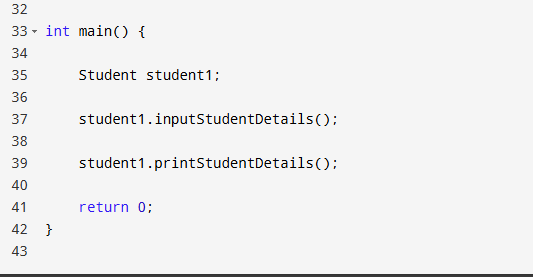 32
33 int main() {
34
35 Student student1;
36
37 student1.inputStudentDetails();
38
39 student1.printStudentDetails();
40
41 return 0;
42 }
43